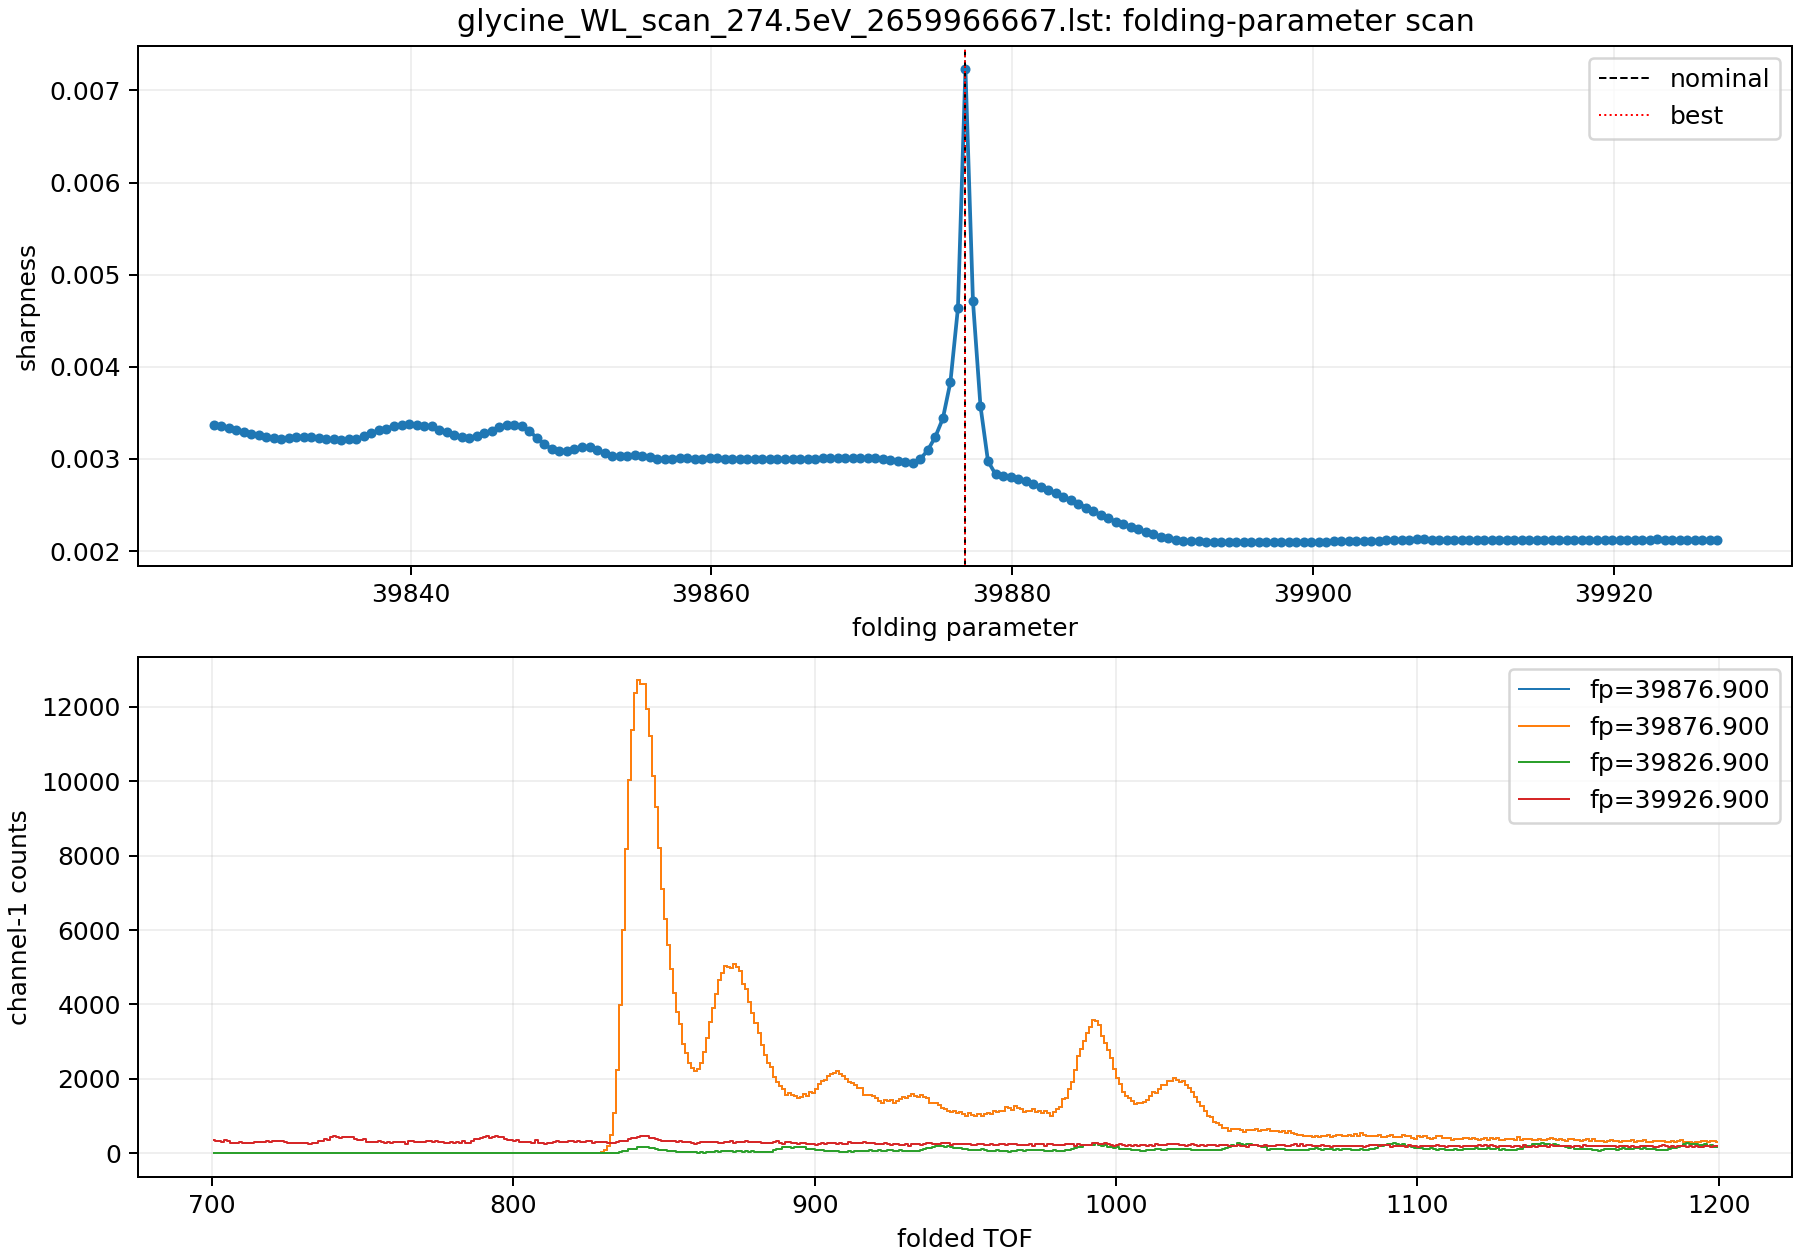 glycine_WL_scan_274.5eV_2659966667.lst: folding-parameter scan
nominal
best
sharpness
0.007
0.006
0.005
0.004
0.003
0.002
39840 39860 39880 39900 39920
folding parameter
fp=39876.900
fp=39876.900
fp=39826.900
fp=39926.900
channel-1 counts
12000
10000
8000
6000
4000
2000
0
700 800 900 1000 1100 1200
folded TOF